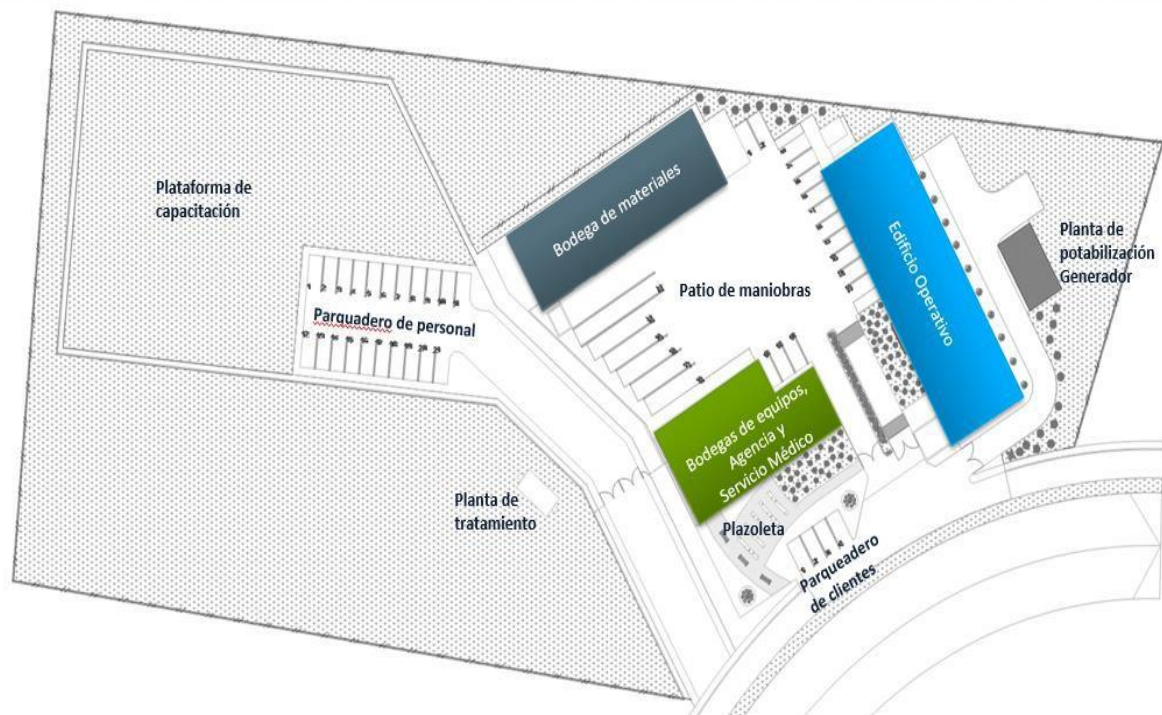 Plataforma de
capacitación
Bodega de materiales
Edificio Operativo
Planta de
potabilización
Generador
Patio de maniobras
Parquadero de personal
Bodegas de equipos,
Agencia y
Servicio Médico
Planta de
tratamiento
Plazoleta
Parqueadero
de clientes